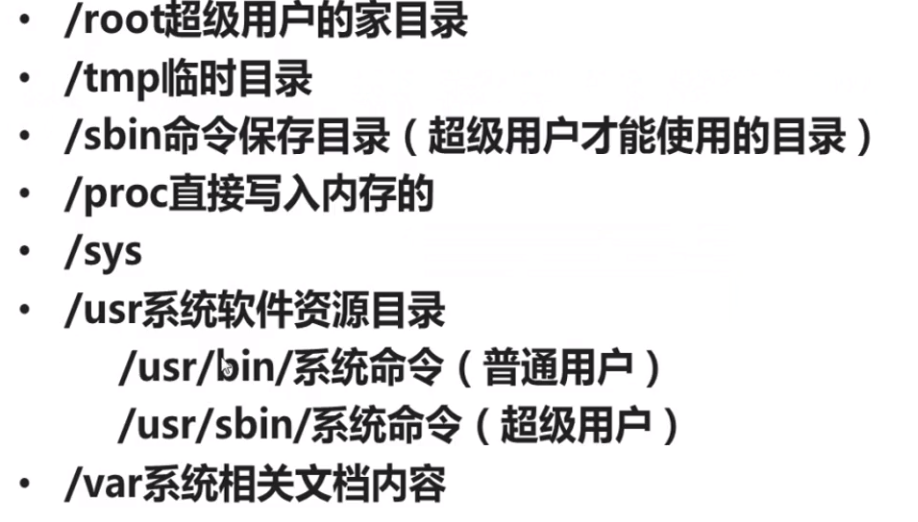 • /root超级用户的家目录
• /tmp临时目录
• /sbin命令保存目录（超级用户才能使用的目录）
• /proc直接写入内存的
• /sys
• /usr系统软件资源目录
/usr/bin/系统命令（普通用户）
/usr/sbin/系统命令（超级用户）
• /var系统相关文档内容